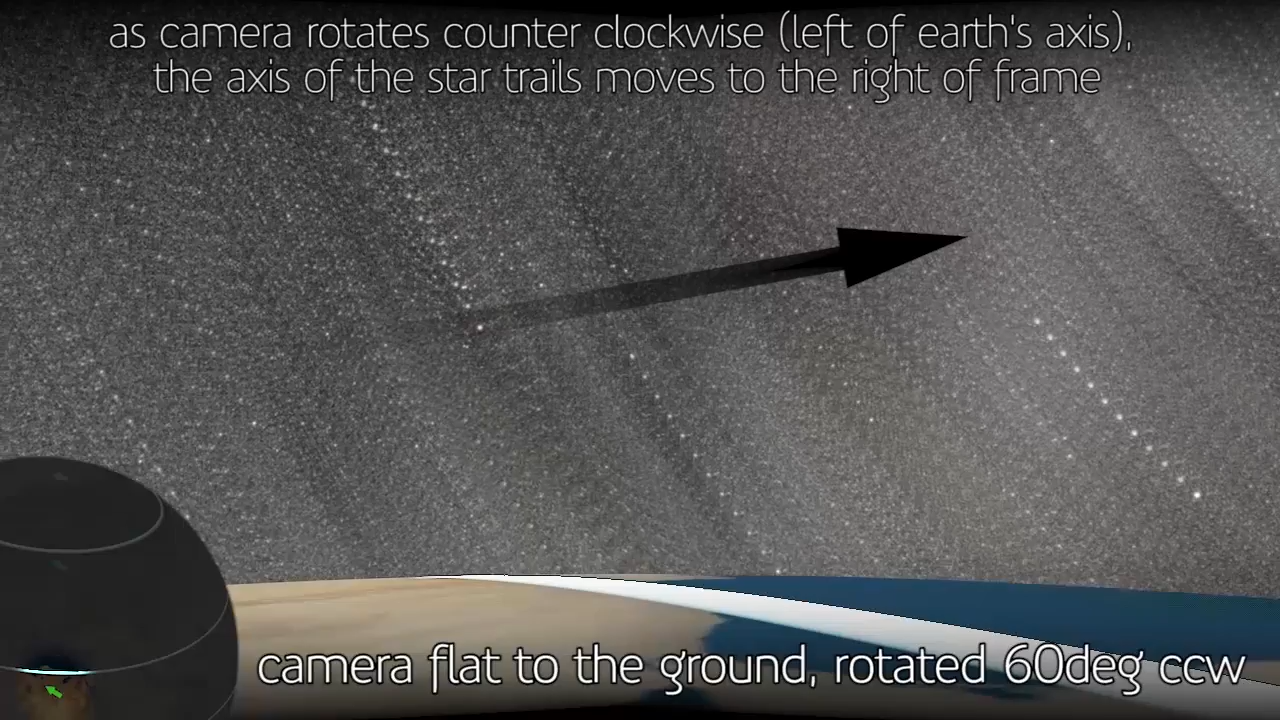 as camera rotates counter clockwise (left of earth's axis),
the axis of the star trails moves to the right of frame
camera flat to the ground, rotated 60deg ccw